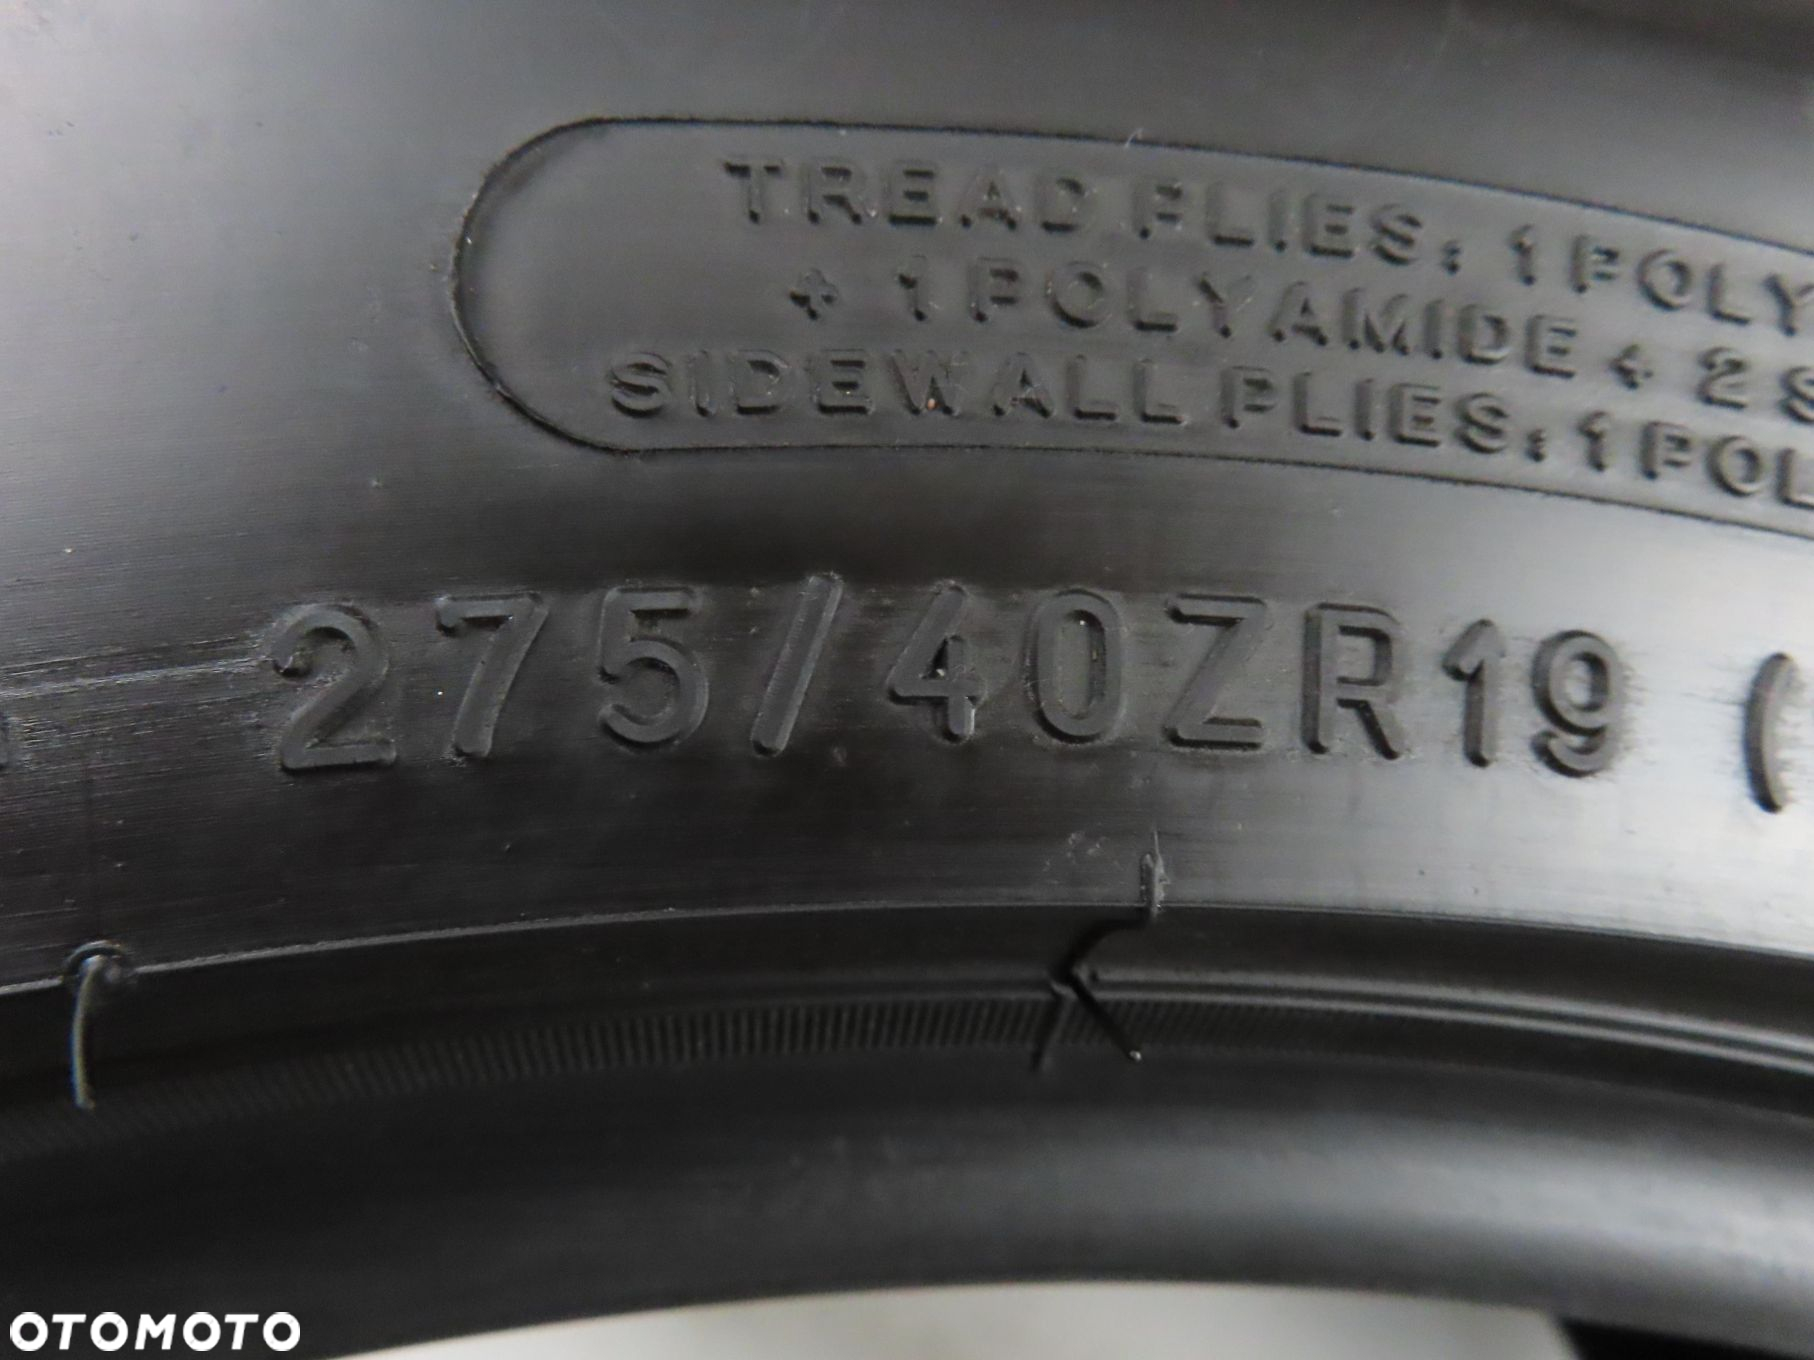 TREAD PLIES: 1 POLY
+ 1 POLYAMIDE + 2 S
SIDEWALL PLIES: 1 POL
275/40ZR19 (
OTOMOTO